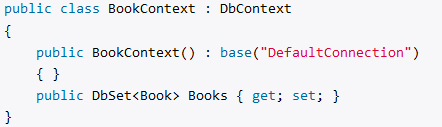 public class BookContext : DbContext
{
    public BookContext() : base("DefaultConnection")
    { }
    public DbSet<Book> Books { get; set; }
}